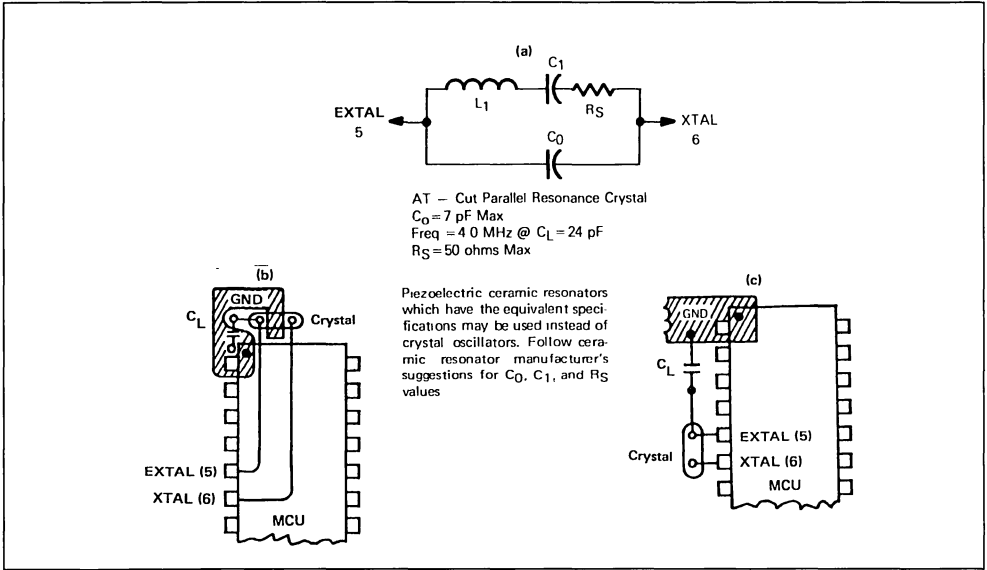 (a)
C1
L1
RS
EXTAL
5
XTAL
6
C0
AT – Cut Parallel Resonance Crystal
Co = 7 pF Max
Freq = 4 0 MHz @ CL = 24 pF
RS = 50 ohms Max
(b)
GND
CL
Crystal
EXTAL (5)
XTAL (6)
MCU
Piezoelectric ceramic resonators
which have the equivalent speci-
fications may be used instead of
crystal oscillators. Follow cera-
mic resonator manufacturer's
suggestions for C0, C1, and RS
values
(c)
GND
CL
Crystal
EXTAL (5)
XTAL (6)
MCU